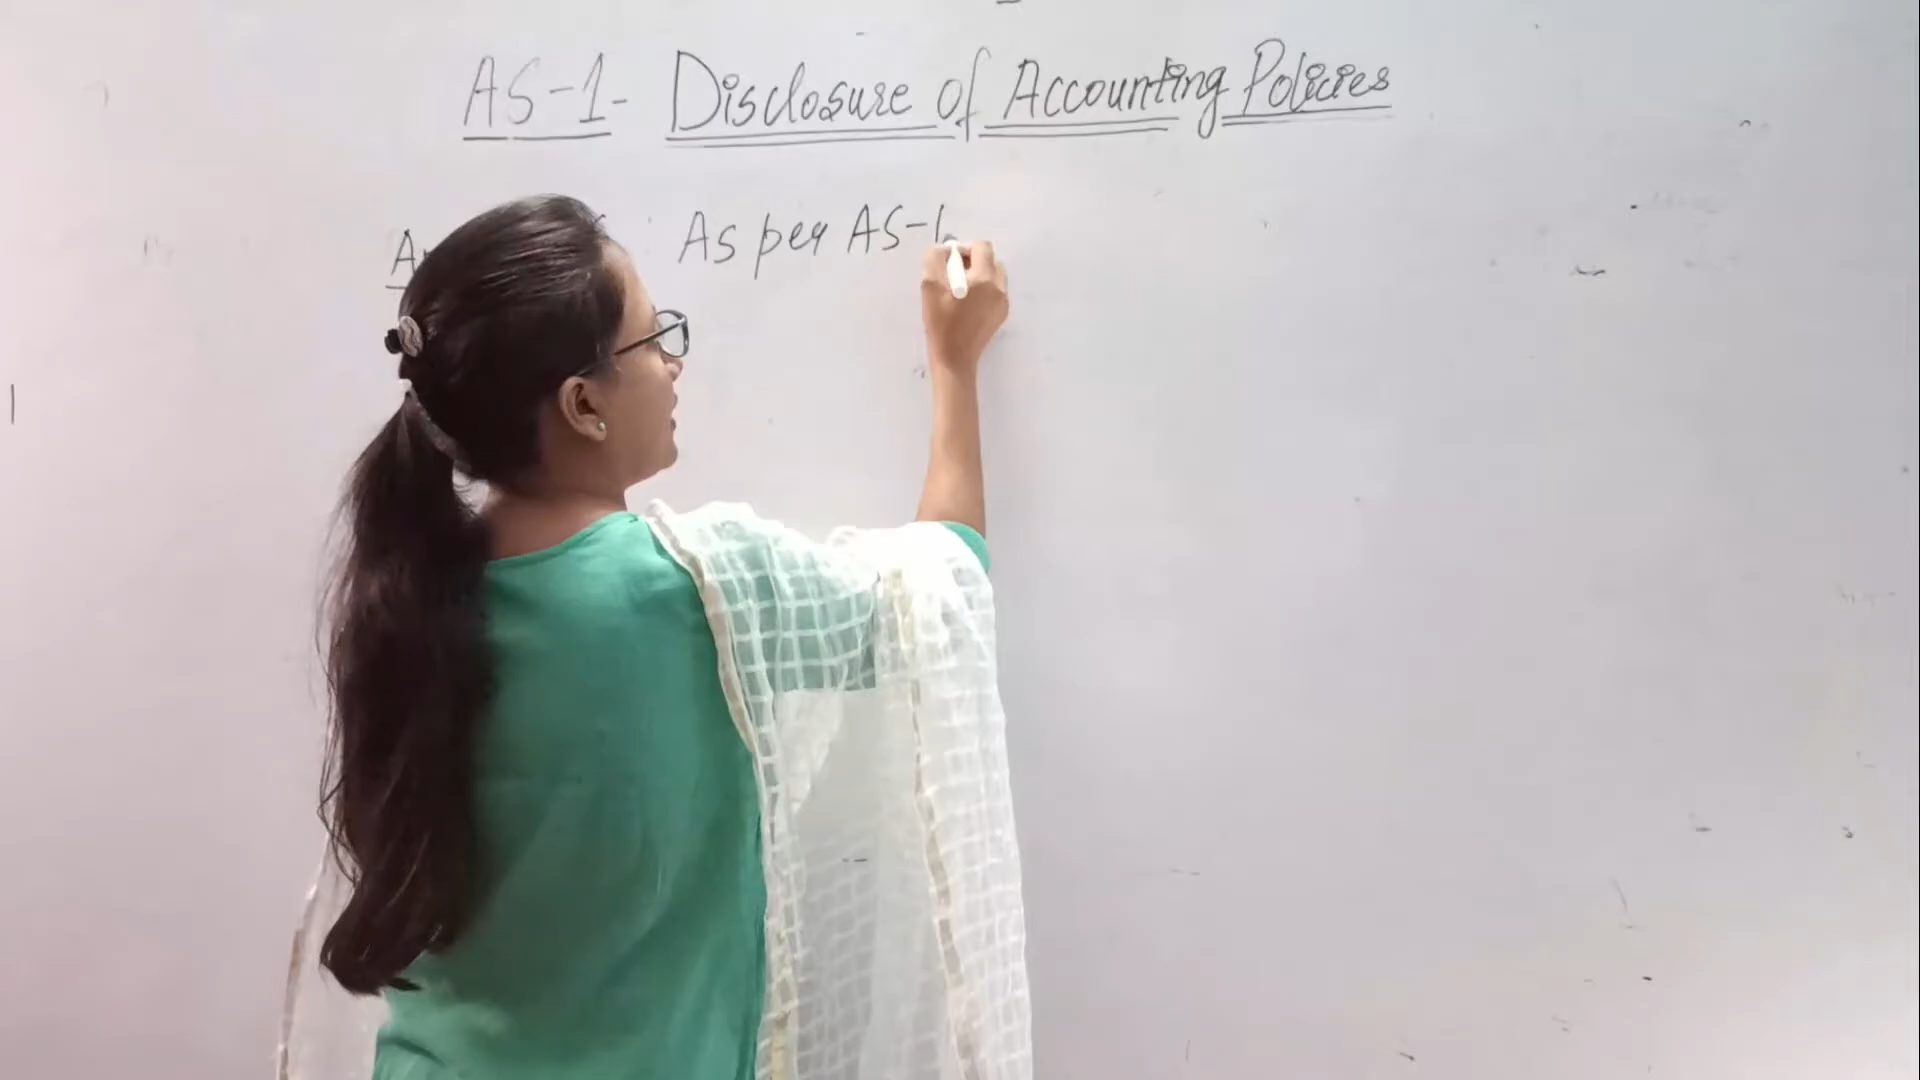 AS-1- Disclosure of Accounting Policies
As per AS-1